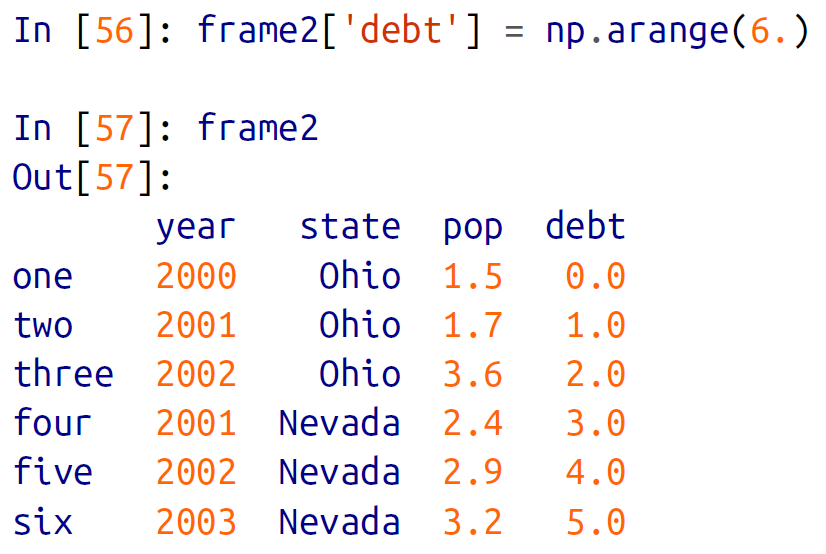 In [56]: frame2['debt'] = np.arange(6.)
In [57]: frame2
Out[57]:
       year   state  pop  debt
one    2000    Ohio  1.5   0.0
two    2001    Ohio  1.7   1.0
three  2002    Ohio  3.6   2.0
four   2001  Nevada  2.4   3.0
five   2002  Nevada  2.9   4.0
six    2003  Nevada  3.2   5.0